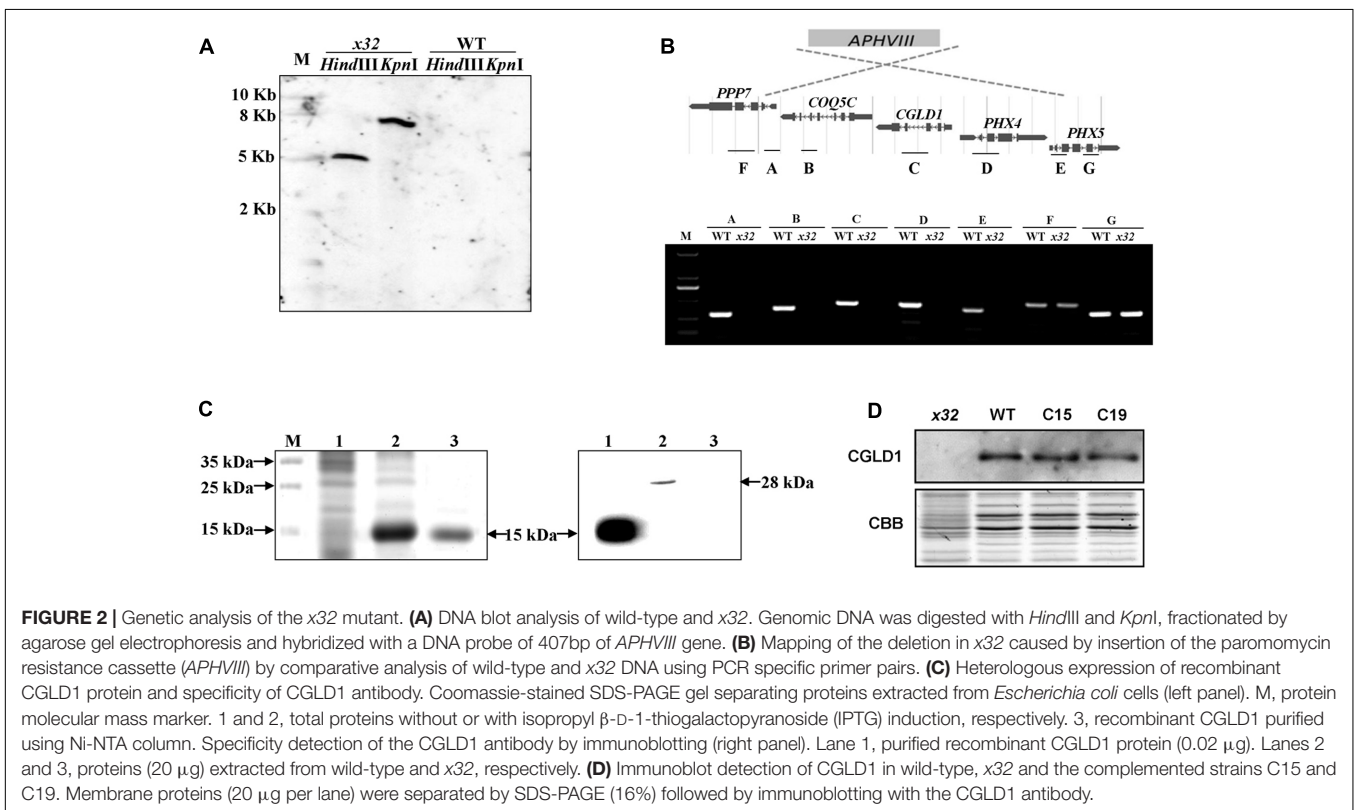 A
x32 WT
M HindIII KpnI HindIII KpnI
10 Kb
8 Kb
5 Kb
2 Kb
B
APHVIII
PPP7 COQ5C CGLD1 PHX4 PHX5
F A B C D E G
A B C D E F G
M WT x32 WT x32 WT x32 WT x32 WT x32 WT x32 WT x32
C
M 1 2 3 1 2 3
35 kDa
25 kDa
15 kDa
15 kDa
28 kDa
D
x32 WT C15 C19
CGLD1
CBB
FIGURE 2 | Genetic analysis of the x32 mutant. (A) DNA blot analysis of wild-type and x32. Genomic DNA was digested with HindIII and KpnI, fractionated by
agarose gel electrophoresis and hybridized with a DNA probe of 407bp of APHVIII gene. (B) Mapping of the deletion in x32 caused by insertion of the paromomycin
resistance cassette (APHVIII) by comparative analysis of wild-type and x32 DNA using PCR specific primer pairs. (C) Heterologous expression of recombinant
CGLD1 protein and specificity of CGLD1 antibody. Coomassie-stained SDS-PAGE gel separating proteins extracted from Escherichia coli cells (left panel). M, protein
molecular mass marker. 1 and 2, total proteins without or with isopropyl β-D-1-thiogalactopyranoside (IPTG) induction, respectively. 3, recombinant CGLD1 purified
using Ni-NTA column. Specificity detection of the CGLD1 antibody by immunoblotting (right panel). Lane 1, purified recombinant CGLD1 protein (0.02 μg). Lanes 2
and 3, proteins (20 μg) extracted from wild-type and x32, respectively. (D) Immunoblot detection of CGLD1 in wild-type, x32 and the complemented strains C15 and
C19. Membrane proteins (20 μg per lane) were separated by SDS-PAGE (16%) followed by immunoblotting with the CGLD1 antibody.